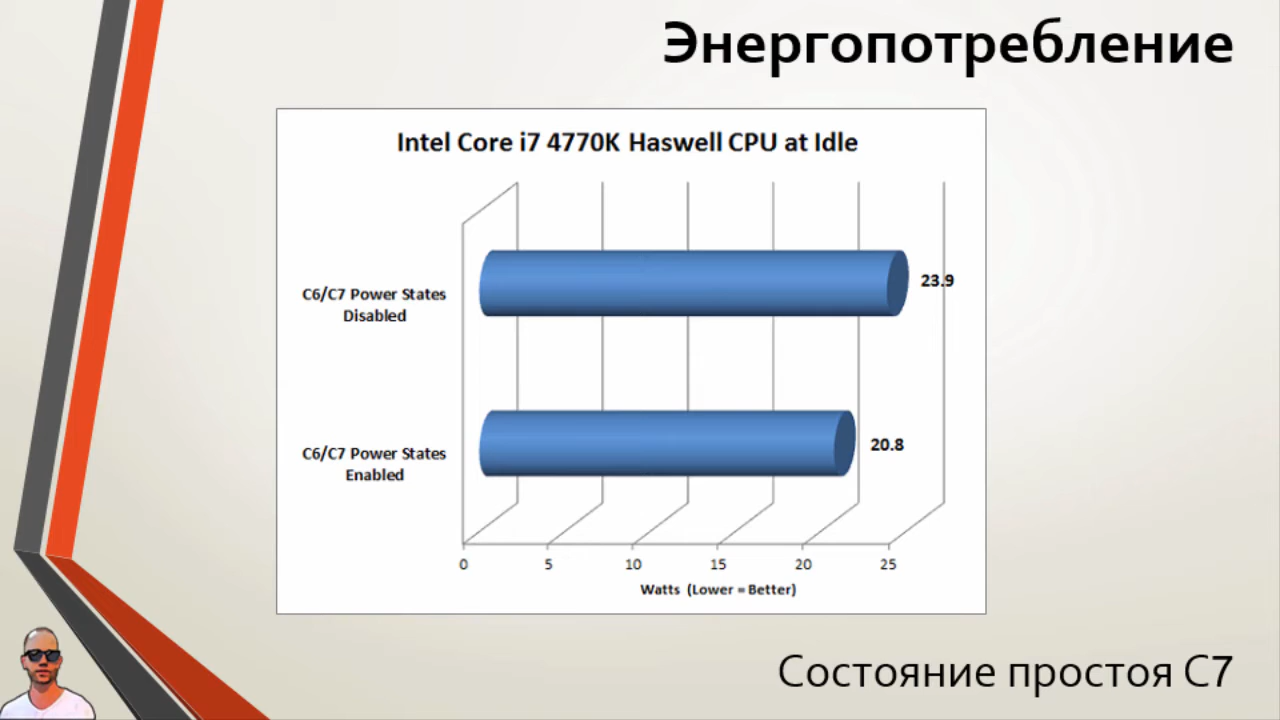 Энергопотребление
Intel Core i7 4770K Haswell CPU at Idle
C6/C7 Power States
Disabled
23.9
C6/C7 Power States
Enabled
20.8
0 5 10 15 20 25
Watts (Lower = Better)
Состояние простоя C7